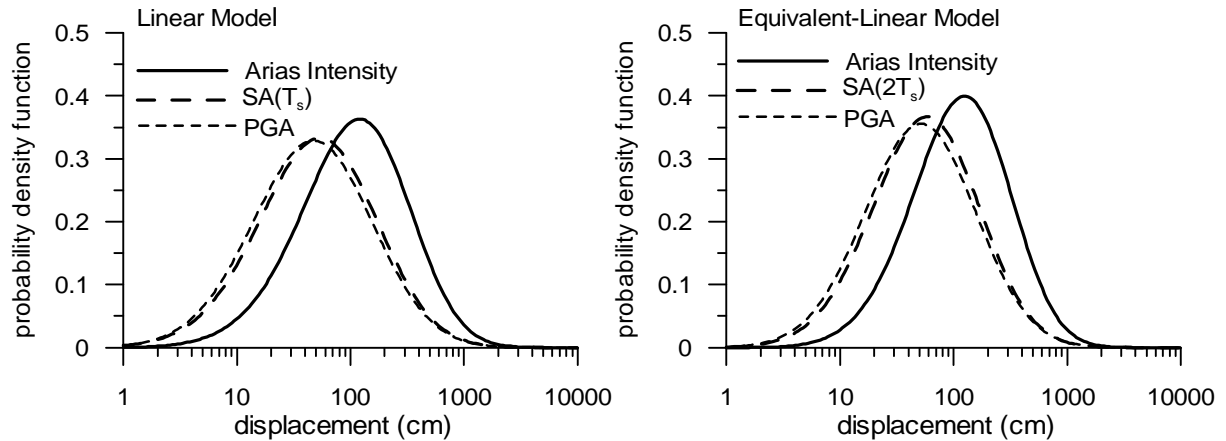 Linear Model
0.5
0.4
0.3
0.2
0.1
0
probability density function
Arias Intensity
SA(Ts)
PGA
1 10 100 1000 10000
displacement (cm)
Equivalent-Linear Model
0.5
0.4
0.3
0.2
0.1
0
probability density function
Arias Intensity
SA(2Ts)
PGA
1 10 100 1000 10000
displacement (cm)